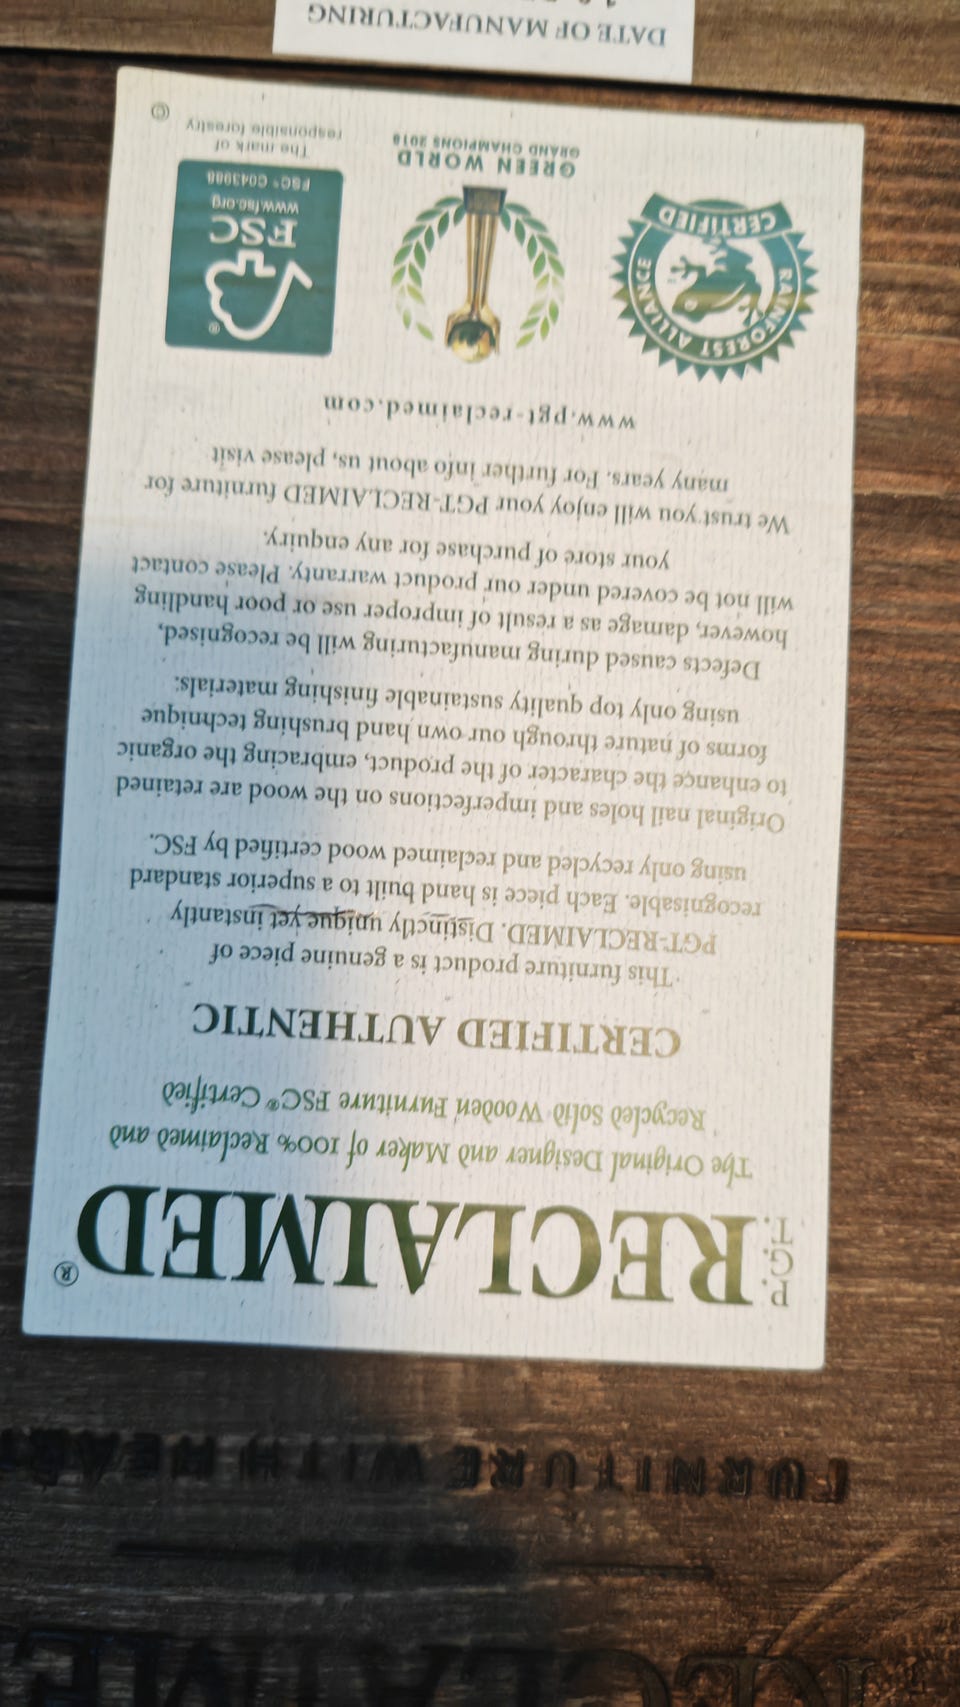 RECLAIME
FURNITURE WITH HEAR
P.G.T. RECLAIMED®
The Original Designer and Maker of 100% Reclaimed and
Recycled Solid Wooden Furniture FSC® Certified
CERTIFIED AUTHENTIC
This furniture product is a genuine piece of
PGT-RECLAIMED. Distinctly unique yet instantly
recognisable. Each piece is hand built to a superior standard
using only recycled and reclaimed wood certified by FSC.
Original nail holes and imperfections on the wood are retained
to enhance the character of the product, embracing the organic
forms of nature through our own hand brushing technique
using only top quality sustainable finishing materials.
Defects caused during manufacturing will be recognised,
however, damage as a result of improper use or poor handling
will not be covered under our product warranty. Please contact
your store of purchase for any enquiry.
We trust you will enjoy your PGT-RECLAIMED furniture for
many years. For further info about us, please visit
www.pgt-reclaimed.com
RAINFOREST ALLIANCE
CERTIFIED
GREEN WORLD
GRAND CHAMPIONS 2018
®
FSC
www.fsc.org
FSC® C043988
The mark of
responsible forestry
©
DATE OF MANUFACTURING